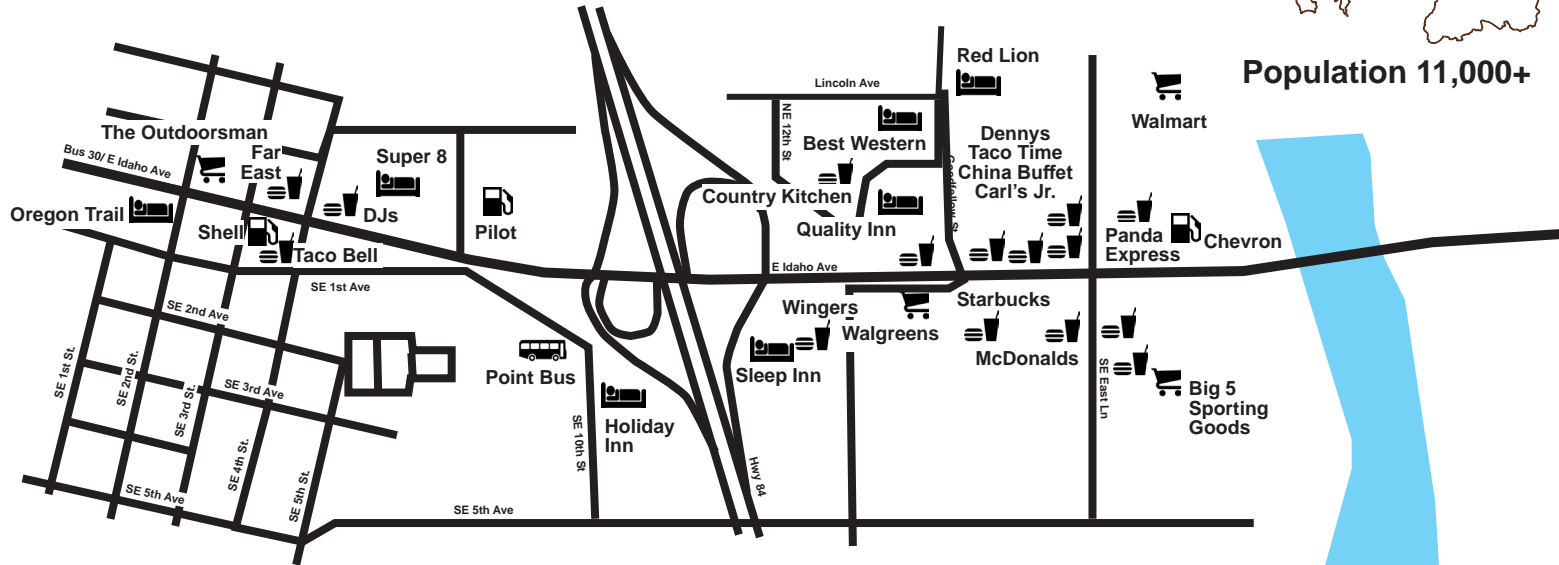 Red Lion
Population 11,000+
Lincoln Ave
Walmart
The Outdoorsman
NE 12th St
Best Western
Dennys
Taco Time
China Buffet
Carl's Jr.
Bus 30/ E Idaho Ave
Far
East
Super 8
Goodfellow St
Country Kitchen
Oregon Trail
DJs
Shell
Pilot
Quality Inn
Panda
Express
Chevron
Taco Bell
E Idaho Ave
SE 1st Ave
Starbucks
SE 2nd Ave
Wingers
Walgreens
McDonalds
SE 1st St.
SE 2nd St.
Point Bus
Sleep Inn
SE East Ln
SE 3rd Ave
Big 5
Sporting
Goods
SE 3rd St.
Holiday
Inn
SE 10th St
SE 4th St.
Hwy 84
SE 5th Ave
SE 5th St.
SE 5th Ave